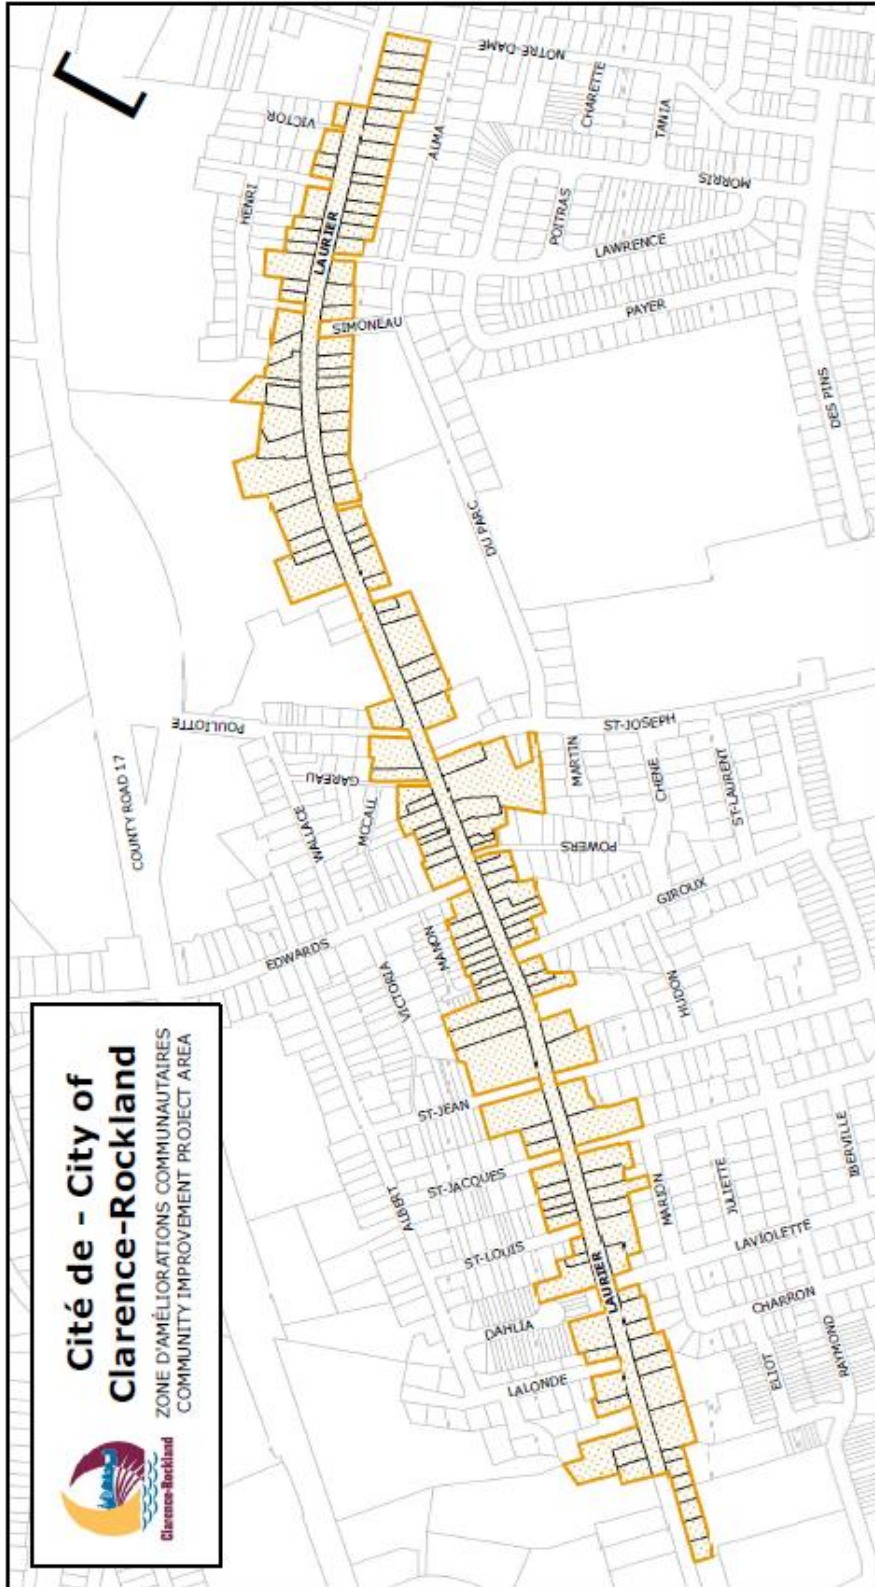 Cité de - City of
Clarence-Rockland
ZONE D'AMÉLIORATIONS COMMUNAUTAIRES
COMMUNITY IMPROVEMENT PROJECT AREA
Clarence-Rockland
NOTRE-DAME
VICTOR
CHARETTE
TANIA
ALMA
HENRI
MORRIS
POITRAS
LAURIER
LAWRENCE
SIMONEAU
PAYER
DES PINS
DU PARC
POULIOTTE
ST-JOSEPH
COUNTY ROAD 17
GAREAU
MARTIN
CHENE
ST-LAURENT
WALLACE
MCCALL
POWERS
GIROUX
EDWARDS
MANON
VICTORIA
HUDON
ST-JEAN
ST-JACQUES
ALBERT
MARION
JULIETTE
IBERVILLE
ST-LOUIS
LAVIOLETTE
LAURIER
DAHLIA
CHARRON
LALONDE
ELIOT
RAYMOND